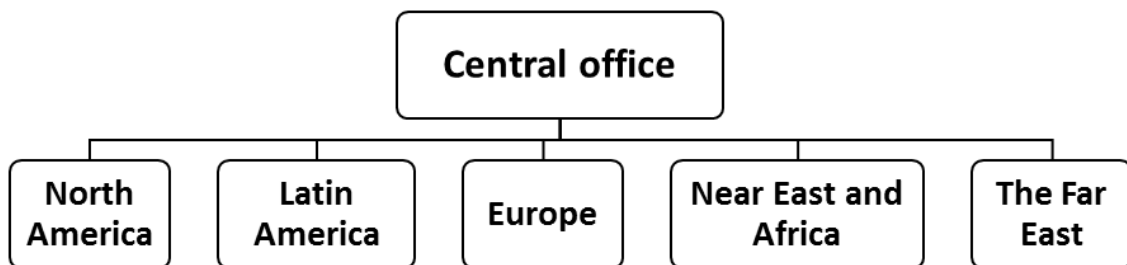 Central office
North
America
Latin
America
Europe
Near East and
Africa
The Far
East